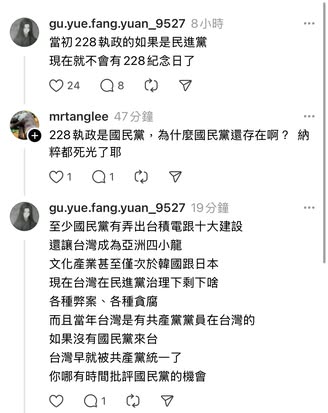 gu.yue.fang.yuan_9527 8小時
當初228執政的如果是民進黨
現在就不會有228紀念日了
24 8
mrtanglee 47分鐘
228執政是國民黨，為什麼國民黨還存在啊？ 納
粹都死光了耶
1 1
gu.yue.fang.yuan_9527 19分鐘
至少國民黨有弄出台積電跟十大建設
還讓台灣成為亞洲四小龍
文化產業甚至僅次於韓國跟日本
現在台灣在民進黨治理下剩下啥
各種弊案、各種貪腐
而且當年台灣是有共產黨黨員在台灣的
如果沒有國民黨來台
台灣早就被共產黨統一了
你哪有時間批評國民黨的機會
1